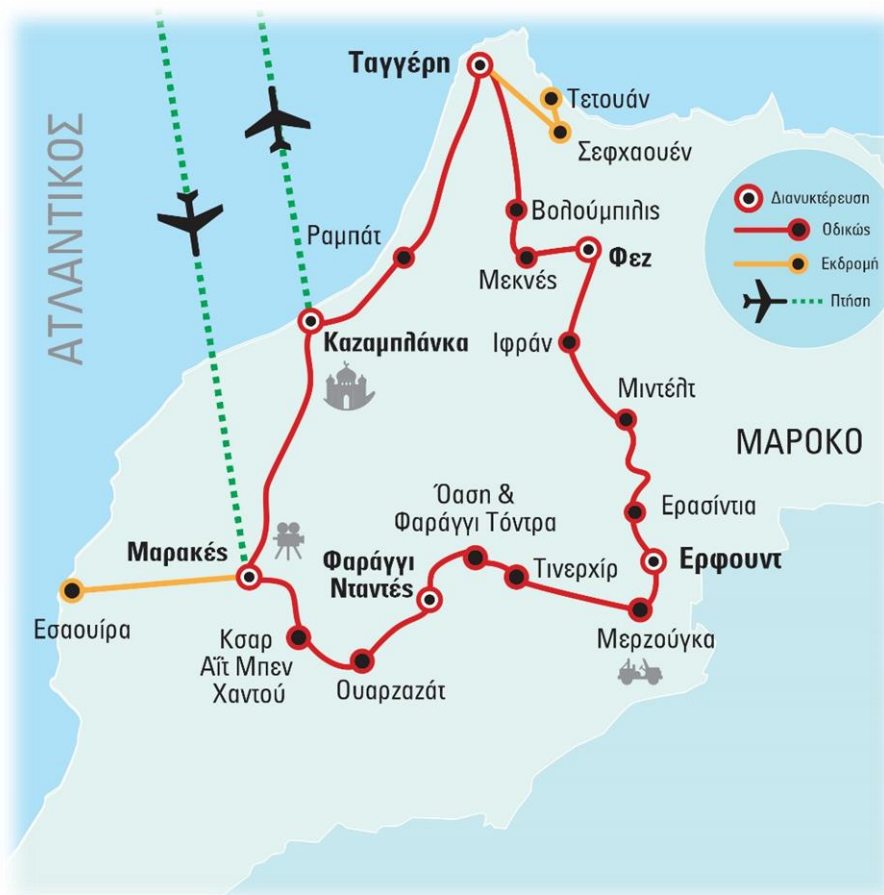 Ταγγέρη
Τετουάν
Σεφχαουέν
ΑΤΛΑΝΤΙΚΟΣ
Διανυκτέρευση
Οδικώς
Εκδρομή
Πτήση
Βολούμπιλις
Ραμπάτ
Μεκνές
Φεζ
Καζαμπλάνκα
Ιφράν
Μιντέλτ
ΜΑΡΟΚΟ
Όαση &
Φαράγγι Τόντρα
Ερασίντια
Μαρακές
Φαράγγι
Νταντές
Τινερχίρ
Ερφουντ
Εσαουίρα
Κσαρ
Αΐτ Μπεν
Χαντού
Ουαρζαζάτ
Μερζούγκα